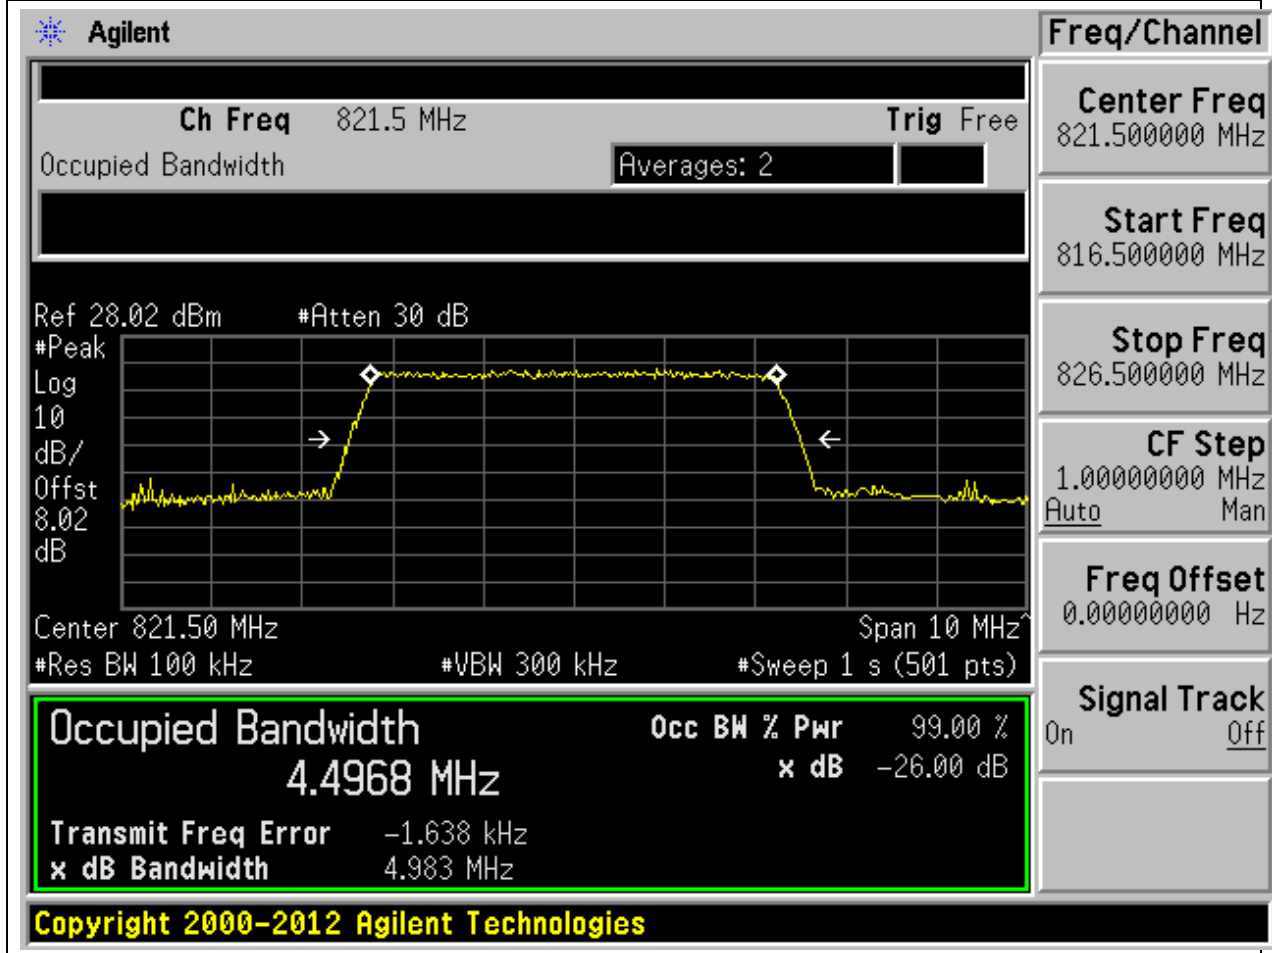 Agilent
Freq/Channel
Ch Freq 821.5 MHz Trig Free
Occupied Bandwidth Averages: 2
Center Freq
821.500000 MHz
Start Freq
816.500000 MHz
Stop Freq
826.500000 MHz
CF Step
1.00000000 MHz
Auto Man
Freq Offset
0.00000000 Hz
Signal Track
On Off
Ref 28.02 dBm #Atten 30 dB
#Peak
Log
10
dB/
Offst
8.02
dB
Center 821.50 MHz Span 10 MHz^
#Res BW 100 kHz #VBW 300 kHz #Sweep 1 s (501 pts)
Occupied Bandwidth Occ BW % Pwr 99.00 %
4.4968 MHz x dB -26.00 dB
Transmit Freq Error -1.638 kHz
x dB Bandwidth 4.983 MHz
Copyright 2000-2012 Agilent Technologies